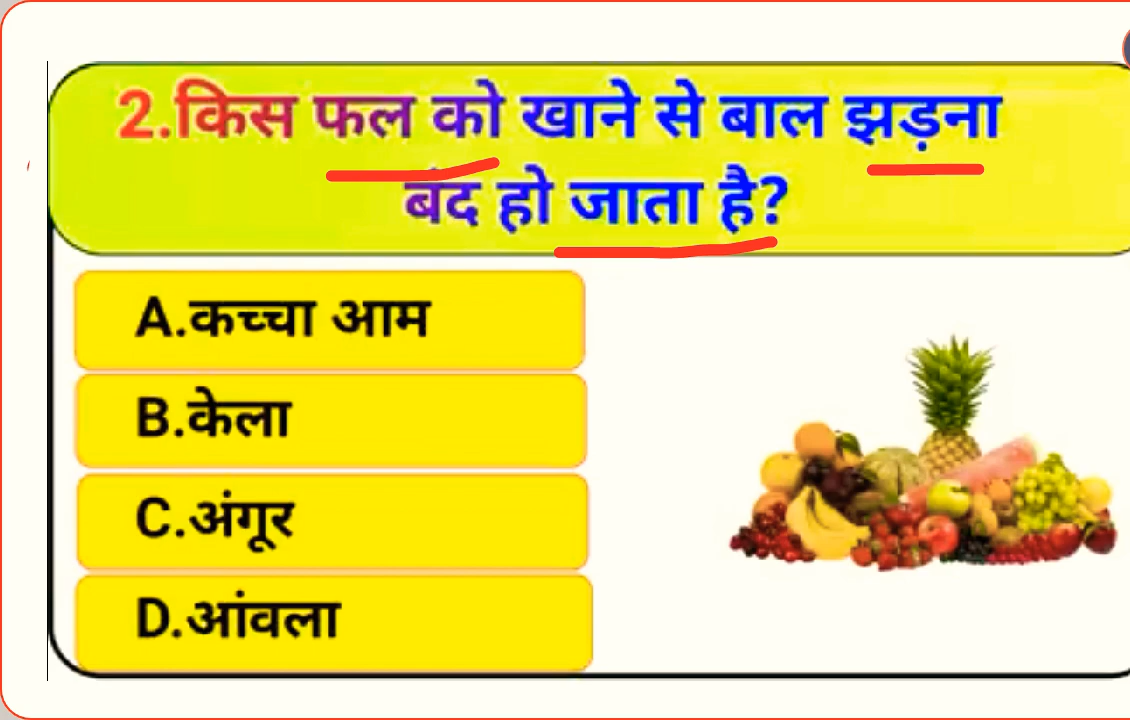 2.किस फल को खाने से बाल झड़ना
बंद हो जाता है?
A.कच्चा आम
B.केला
C.अंगूर
D.आंवला